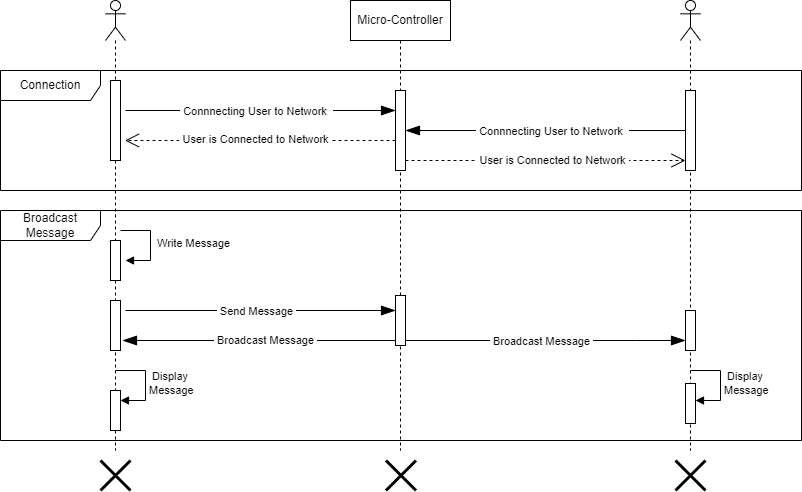 Micro-Controller
Connection
Connnecting User to Network
User is Connected to Network
Connnecting User to Network
User is Connected to Network
Broadcast
Message
Write Message
Send Message
Broadcast Message
Broadcast Message
Display
Message
Display
Message